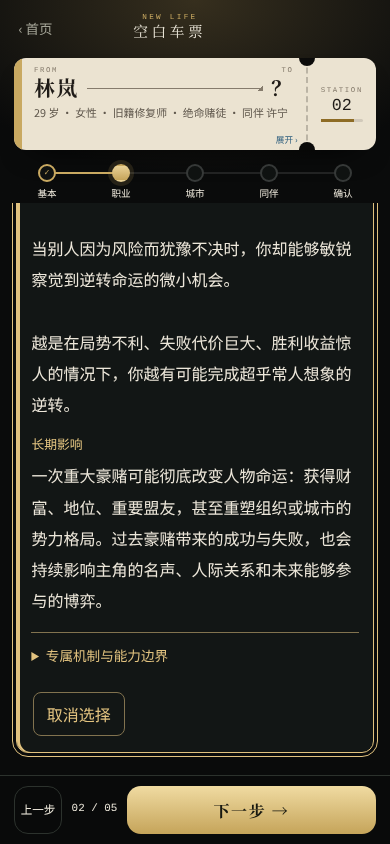 ‹ 首页
NEW LIFE
空白车票
FROM
TO
林岚
?
29 岁 · 女性 · 旧籍修复师 · 绝命赌徒 · 同伴 许宁
展开 ›
STATION
02
✓
基本
职业
城市
同伴
确认
当别人因为风险而犹豫不决时，你却能够敏锐
察觉到逆转命运的微小机会。
越是在局势不利、失败代价巨大、胜利收益惊
人的情况下，你越有可能完成超乎常人想象的
逆转。
长期影响
一次重大豪赌可能彻底改变人物命运：获得财
富、地位、重要盟友，甚至重塑组织或城市的
势力格局。过去豪赌带来的成功与失败，也会
持续影响主角的名声、人际关系和未来能够参
与的博弈。
▶ 专属机制与能力边界
取消选择
上一步
02 / 05
下一步 →